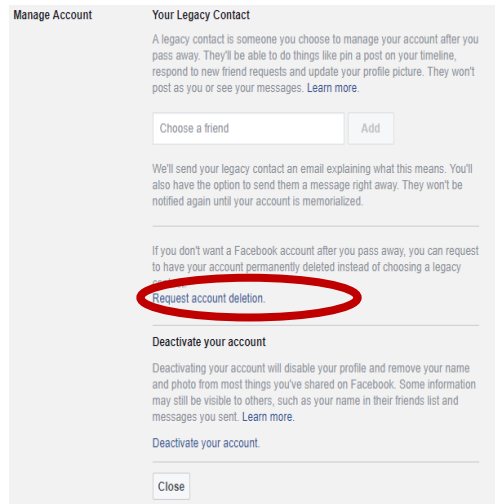 Manage Account
Your Legacy Contact
A legacy contact is someone you choose to manage your account after you
pass away. They'll be able to do things like pin a post on your timeline,
respond to new friend requests and update your profile picture. They won't
post as you or see your messages. Learn more.
Choose a friend
Add
We'll send your legacy contact an email explaining what this means. You'll
also have the option to send them a message right away. They won't be
notified again until your account is memorialized.
If you don't want a Facebook account after you pass away, you can request
to have your account permanently deleted instead of choosing a legacy
Request account deletion.
Deactivate your account
Deactivating your account will disable your profile and remove your name
and photo from most things you've shared on Facebook. Some information
may still be visible to others, such as your name in their friends list and
messages you sent. Learn more.
Deactivate your account.
Close